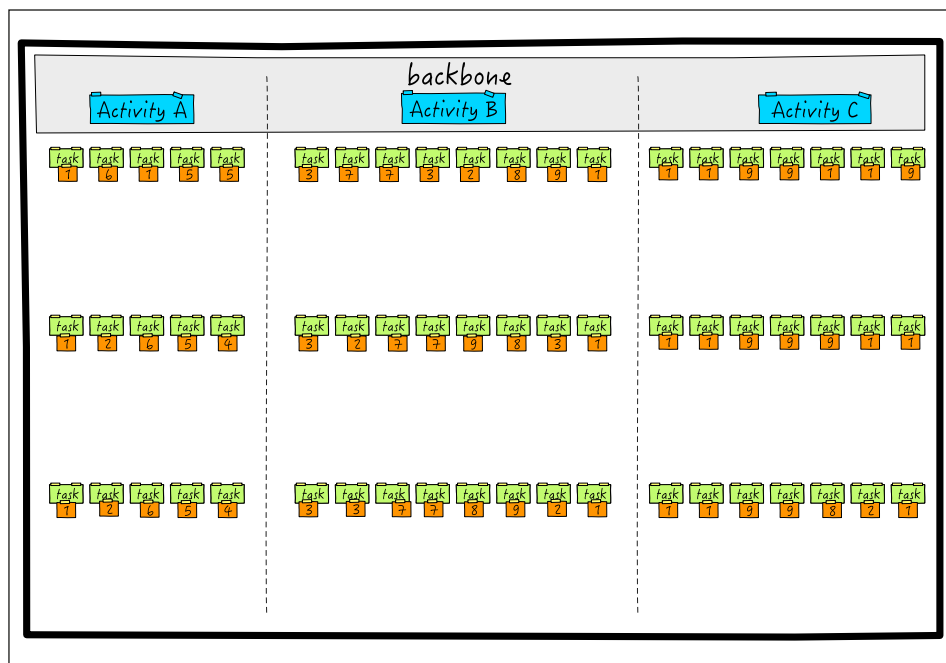 backbone
Activity A Activity B Activity C
task task task task task task task task task task task task task task task task task task task task
1 6 1 5 5 3 7 7 3 2 8 9 1 1 1 9 9 1 1 9
task task task task task task task task task task task task task task task task task task task task
1 2 6 5 4 3 2 7 7 9 8 3 1 1 1 9 9 9 1 1
task task task task task task task task task task task task task task task task task task task task
1 2 6 5 4 3 3 7 7 8 9 2 1 1 1 9 9 8 2 1